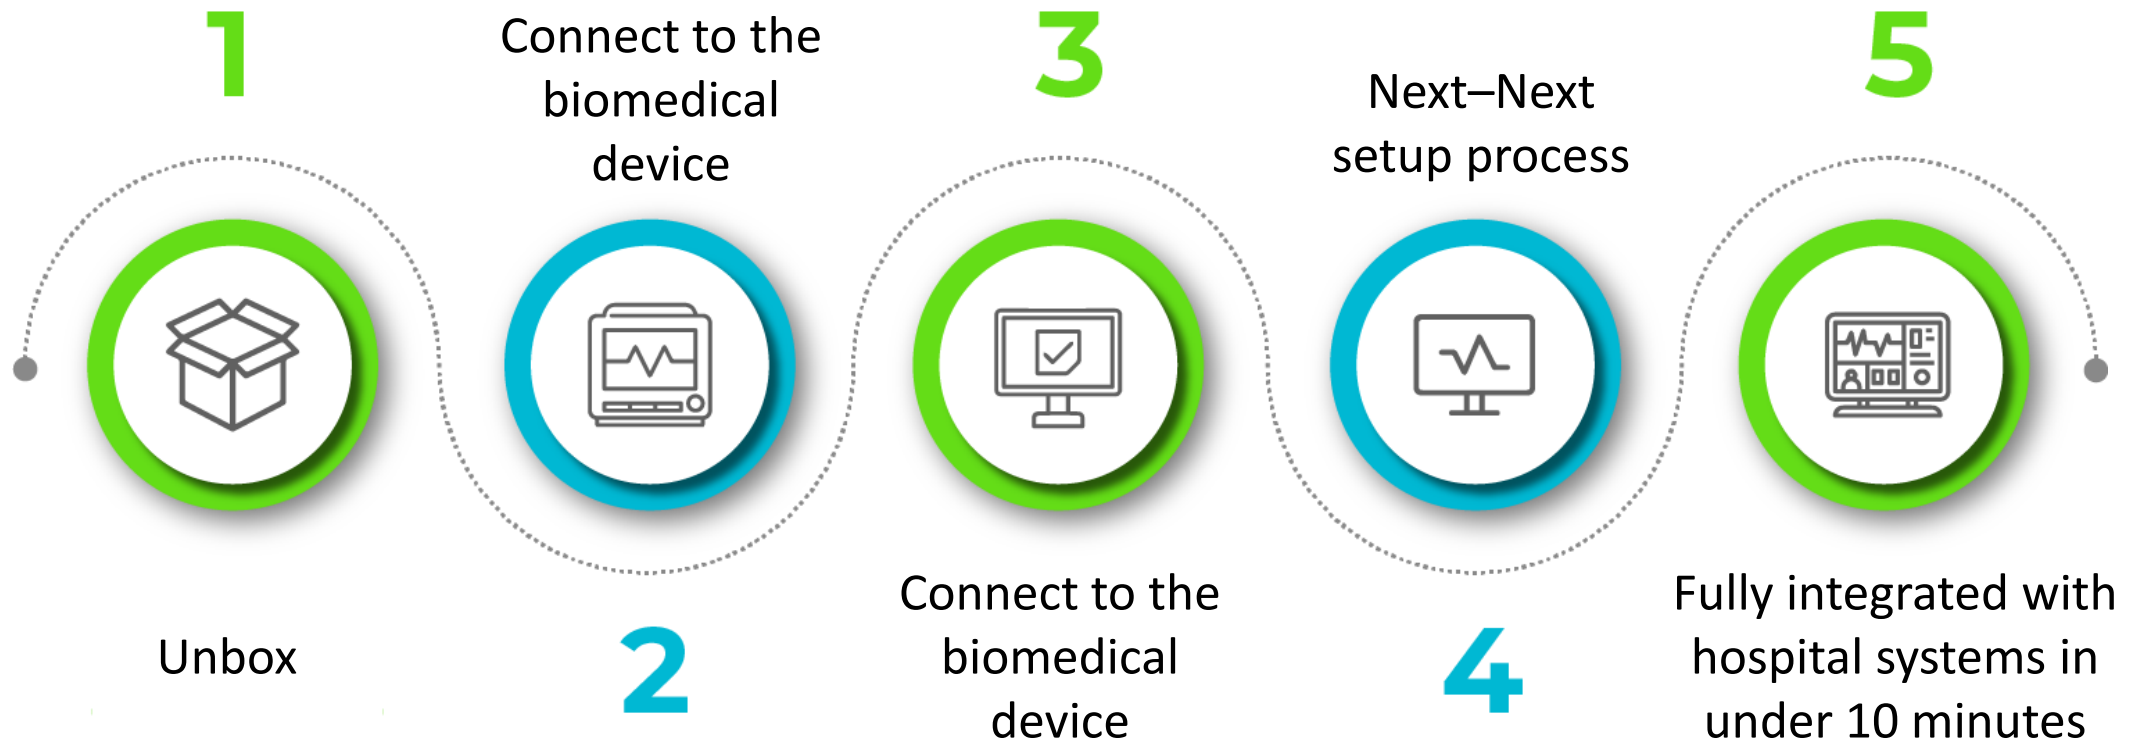 1
Unbox
Connect to the
biomedical
device
2
3
Connect to the
biomedical
device
Next–Next
setup process
4
5
Fully integrated with
hospital systems in
under 10 minutes